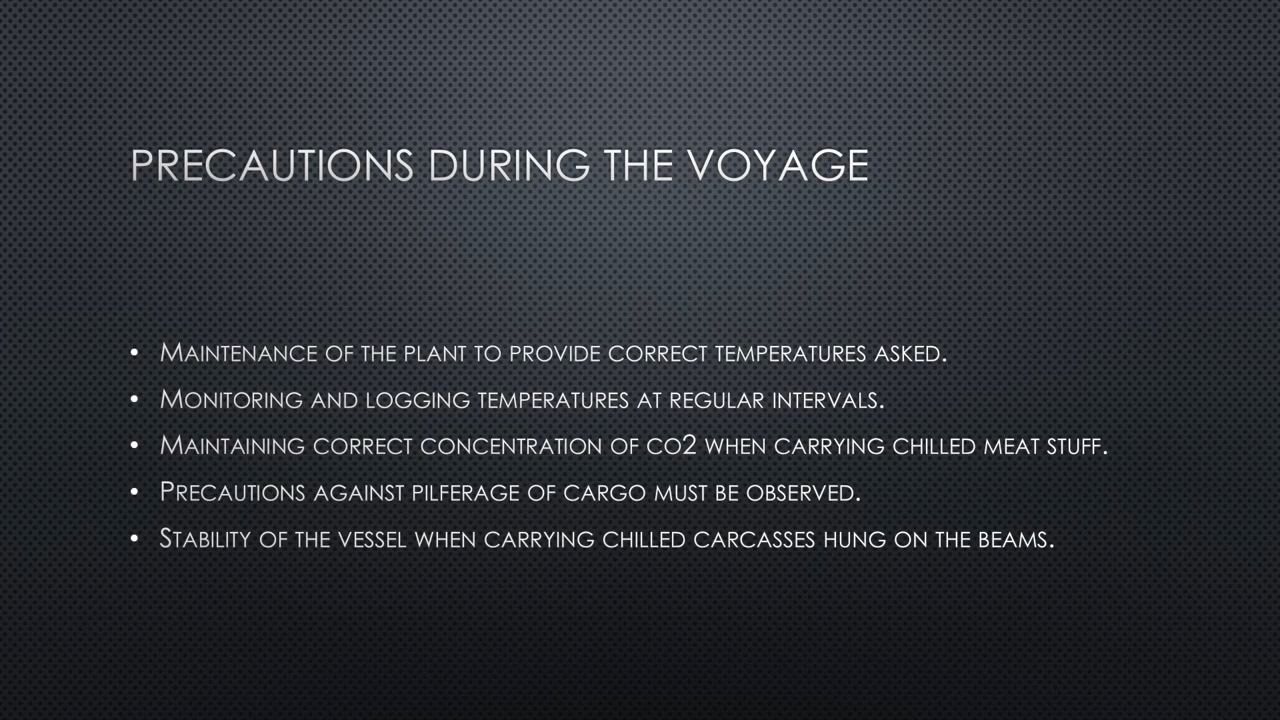 PRECAUTIONS DURING THE VOYAGE
• Maintenance of the plant to provide correct temperatures asked.
• Monitoring and logging temperatures at regular intervals.
• Maintaining correct concentration of co2 when carrying chilled meat stuff.
• Precautions against pilferage of cargo must be observed.
• Stability of the vessel when carrying chilled carcasses hung on the beams.